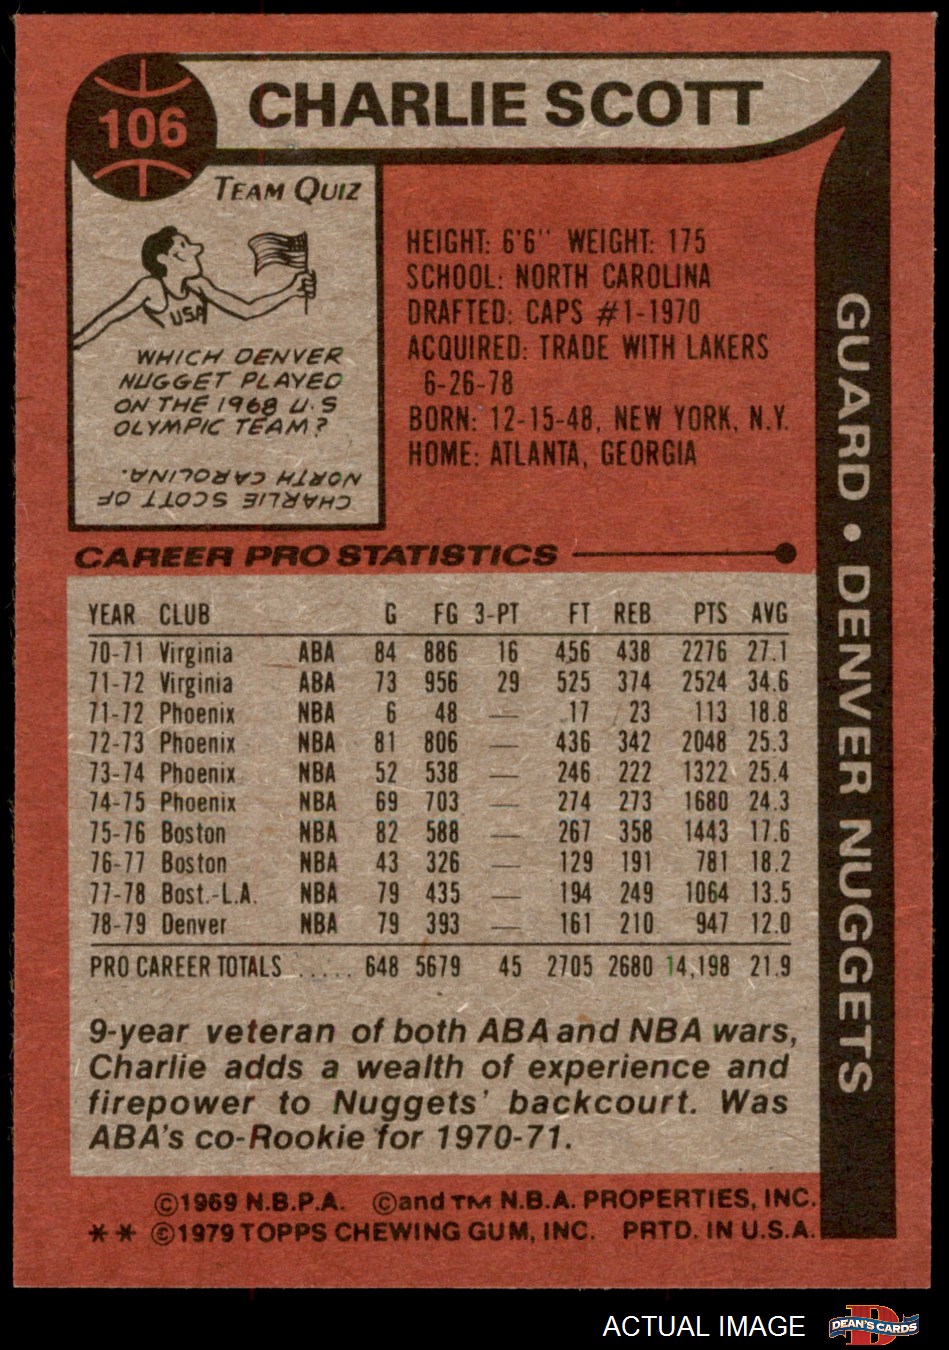 106
CHARLIE SCOTT
TEAM QUIZ
USA
WHICH DENVER
NUGGET PLAYED
ON THE 1968 U.S
OLYMPIC TEAM?
CHARLIE SCOTT OF
NORTH CAROLINA.
HEIGHT: 6'6" WEIGHT: 175
SCHOOL: NORTH CAROLINA
DRAFTED: CAPS #1-1970
ACQUIRED: TRADE WITH LAKERS
6-26-78
BORN: 12-15-48, NEW YORK, N.Y.
HOME: ATLANTA, GEORGIA
GUARD • DENVER NUGGETS
CAREER PRO STATISTICS
YEAR CLUB G FG 3-PT FT REB PTS AVG
70-71 Virginia ABA 84 886 16 456 438 2276 27.1
71-72 Virginia ABA 73 956 29 525 374 2524 34.6
71-72 Phoenix NBA 6 48 — 17 23 113 18.8
72-73 Phoenix NBA 81 806 — 436 342 2048 25.3
73-74 Phoenix NBA 52 538 — 246 222 1322 25.4
74-75 Phoenix NBA 69 703 — 274 273 1680 24.3
75-76 Boston NBA 82 588 — 267 358 1443 17.6
76-77 Boston NBA 43 326 — 129 191 781 18.2
77-78 Bost.-L.A. NBA 79 435 — 194 249 1064 13.5
78-79 Denver NBA 79 393 — 161 210 947 12.0
PRO CAREER TOTALS ..... 648 5679 45 2705 2680 14,198 21.9
9-year veteran of both ABA and NBA wars,
Charlie adds a wealth of experience and
firepower to Nuggets' backcourt. Was
ABA's co-Rookie for 1970-71.
©1969 N.B.P.A. ©and TM N.B.A. PROPERTIES, INC.
** ©1979 TOPPS CHEWING GUM, INC. PRTD. IN U.S.A.
ACTUAL IMAGE
D
DEAN'S CARDS